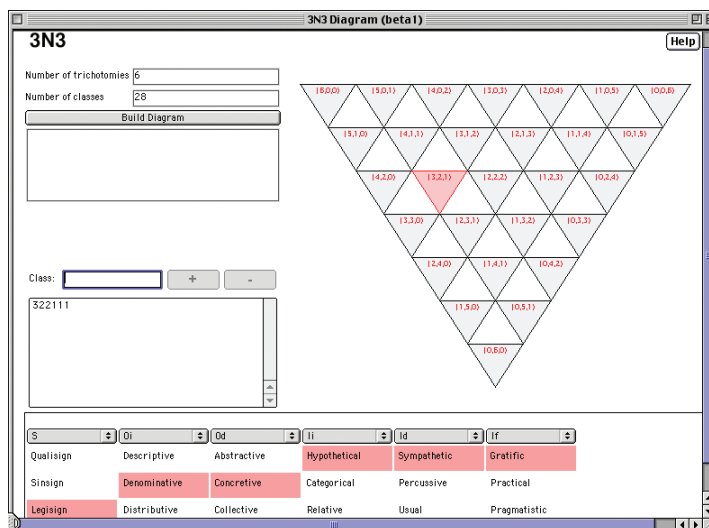 3N3 Diagram (beta1)
3N3
Help
Number of trichotomies 6
Number of classes 28
Build Diagram
(6,0,0) (5,0,1) (4,0,2) (3,0,3) (2,0,4) (1,0,5) (0,0,6)
(5,1,0) (4,1,1) (3,1,2) (2,1,3) (1,1,4) (0,1,5)
(4,2,0) (3,2,1) (2,2,2) (1,2,3) (0,2,4)
(3,3,0) (2,3,1) (1,3,2) (0,3,3)
(2,4,0) (1,4,1) (0,4,2)
(1,5,0) (0,5,1)
(0,6,0)
Class: + -
322111
S Oi Od Ii Id If
Qualisign Descriptive Abstractive Hypothetical Sympathetic Gratific
Sinsign Denominative Concretive Categorical Percussive Practical
Legisign Distributive Collective Relative Usual Pragmatistic